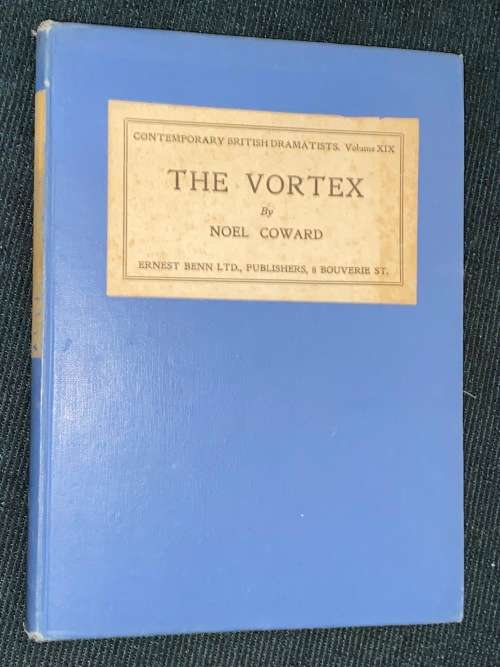 CONTEMPORARY BRITISH DRAMATISTS. Volume XIX
THE VORTEX
By
NOEL COWARD
ERNEST BENN LTD., PUBLISHERS, 8 BOUVERIE ST.